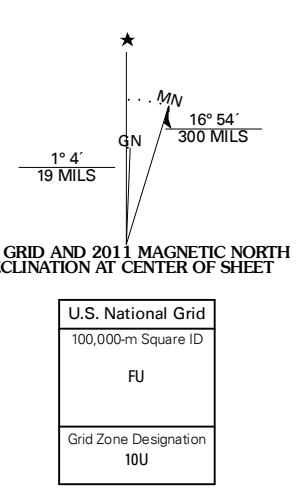 ★
MN
GN
16° 54´
300 MILS
1° 4´
19 MILS
GRID AND 2011 MAGNETIC NORTH
ECLINATION AT CENTER OF SHEET
U.S. National Grid
100,000-m Square ID
FU
Grid Zone Designation
10U